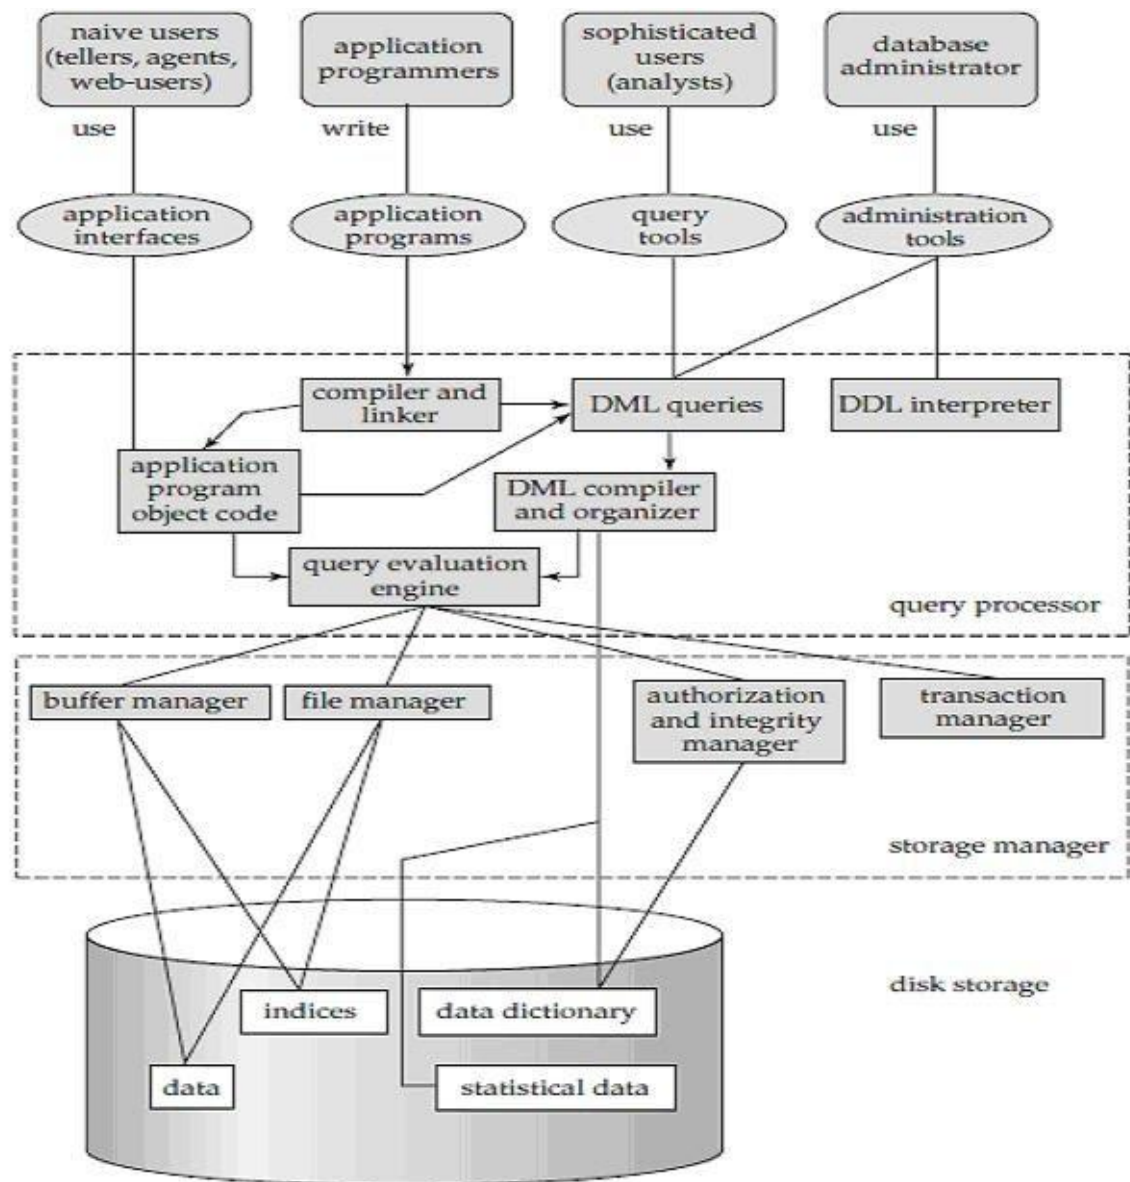 naive users
(tellers, agents,
web-users)
application
programmers
sophisticated
users
(analysts)
database
administrator
use
write
use
use
application
interfaces
application
programs
query
tools
administration
tools
compiler and
linker
DML queries
DDL interpreter
application
program
object code
DML compiler
and organizer
query evaluation
engine
query processor
buffer manager
file manager
authorization
and integrity
manager
transaction
manager
storage manager
disk storage
indices
data dictionary
data
statistical data